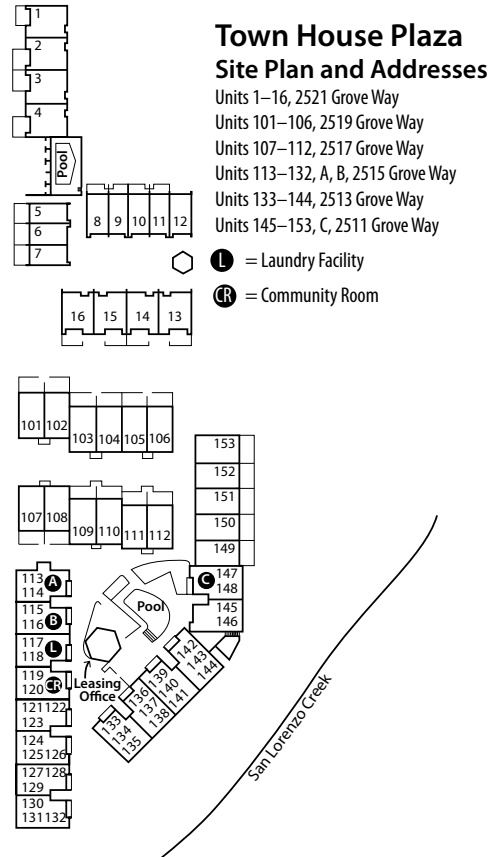 Town House Plaza
Site Plan and Addresses
Units 1–16, 2521 Grove Way
Units 101–106, 2519 Grove Way
Units 107–112, 2517 Grove Way
Units 113–132, A, B, 2515 Grove Way
Units 133–144, 2513 Grove Way
Units 145–153, C, 2511 Grove Way
L = Laundry Facility
CR = Community Room
1
2
3
4
Pool
5
6
7
8 9 10 11 12
16 15 14 13
101 102 103 104 105 106
107 108 109 110 111 112
153
152
151
150
149
C 147
148
145
146
113 A
114
115 B
116
117 L
118
119 CR
120
121 122
123
124
125 126
127 128
129
130
131 132
Pool
Leasing
Office
133
134
135
136
137
138
139
140
141
142
143
144
San Lorenzo Creek